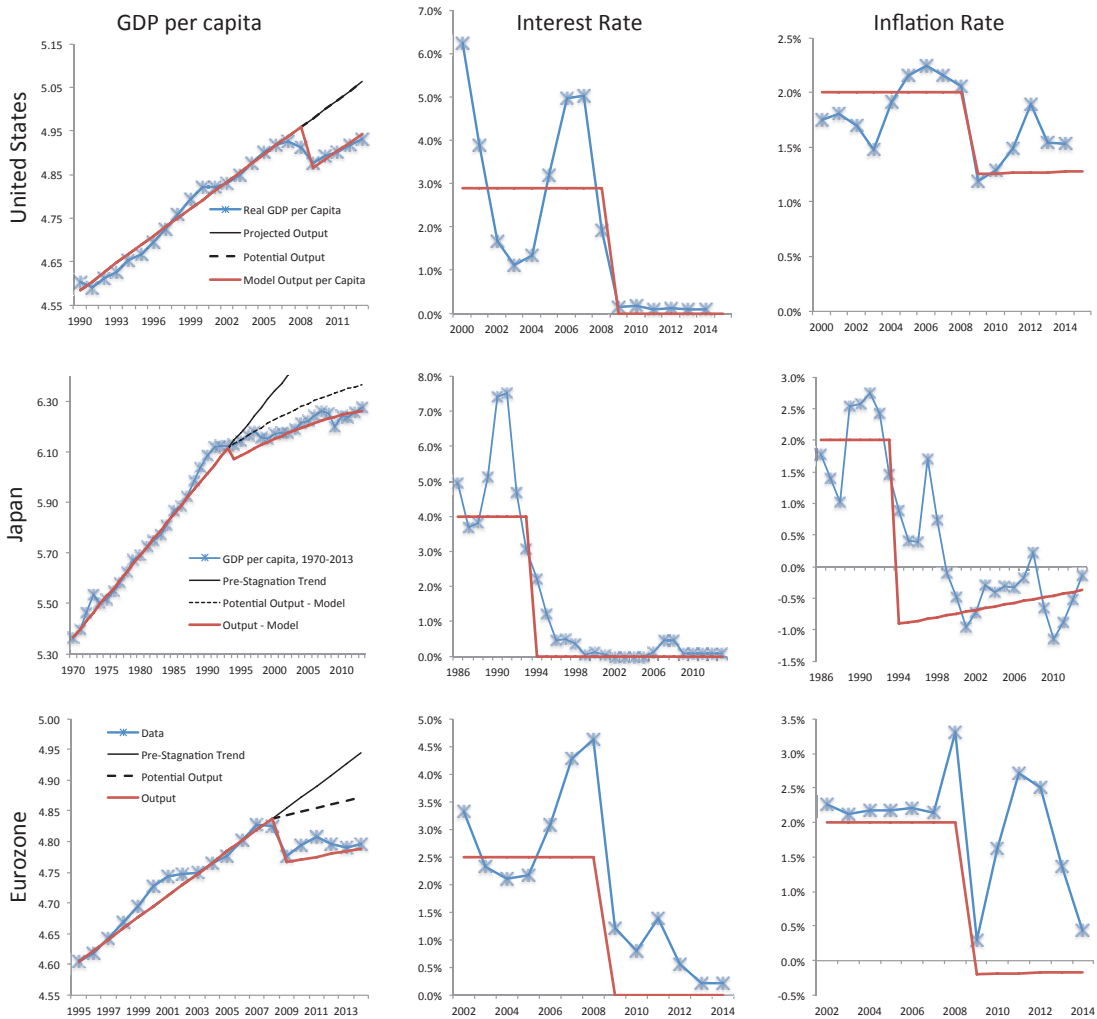 GDP per capita
Interest Rate
Inflation Rate
United States
5.15
5.05
4.95
4.85
4.75
4.65
4.55
Real GDP per Capita
Projected Output
Potential Output
Model Output per Capita
1990 1993 1996 1999 2002 2005 2008 2011
7.0%
6.0%
5.0%
4.0%
3.0%
2.0%
1.0%
0.0%
2000 2002 2004 2006 2008 2010 2012 2014
2.5%
2.0%
1.5%
1.0%
0.5%
0.0%
2000 2002 2004 2006 2008 2010 2012 2014
Japan
6.30
6.10
5.90
5.70
5.50
5.30
GDP per capita, 1970-2013
Pre-Stagnation Trend
Potential Output - Model
Output - Model
1970 1975 1980 1985 1990 1995 2000 2005 2010
8.0%
7.0%
6.0%
5.0%
4.0%
3.0%
2.0%
1.0%
0.0%
1986 1990 1994 1998 2002 2006 2010
3.0%
2.5%
2.0%
1.5%
1.0%
0.5%
0.0%
-0.5%
-1.0%
-1.5%
1986 1990 1994 1998 2002 2006 2010
Eurozone
5.00
4.95
4.90
4.85
4.80
4.75
4.70
4.65
4.60
4.55
Data
Pre-Stagnation Trend
Potential Output
Output
1995 1997 1999 2001 2003 2005 2007 2009 2011 2013
5.0%
4.5%
4.0%
3.5%
3.0%
2.5%
2.0%
1.5%
1.0%
0.5%
0.0%
2002 2004 2006 2008 2010 2012 2014
3.5%
3.0%
2.5%
2.0%
1.5%
1.0%
0.5%
0.0%
-0.5%
2002 2004 2006 2008 2010 2012 2014